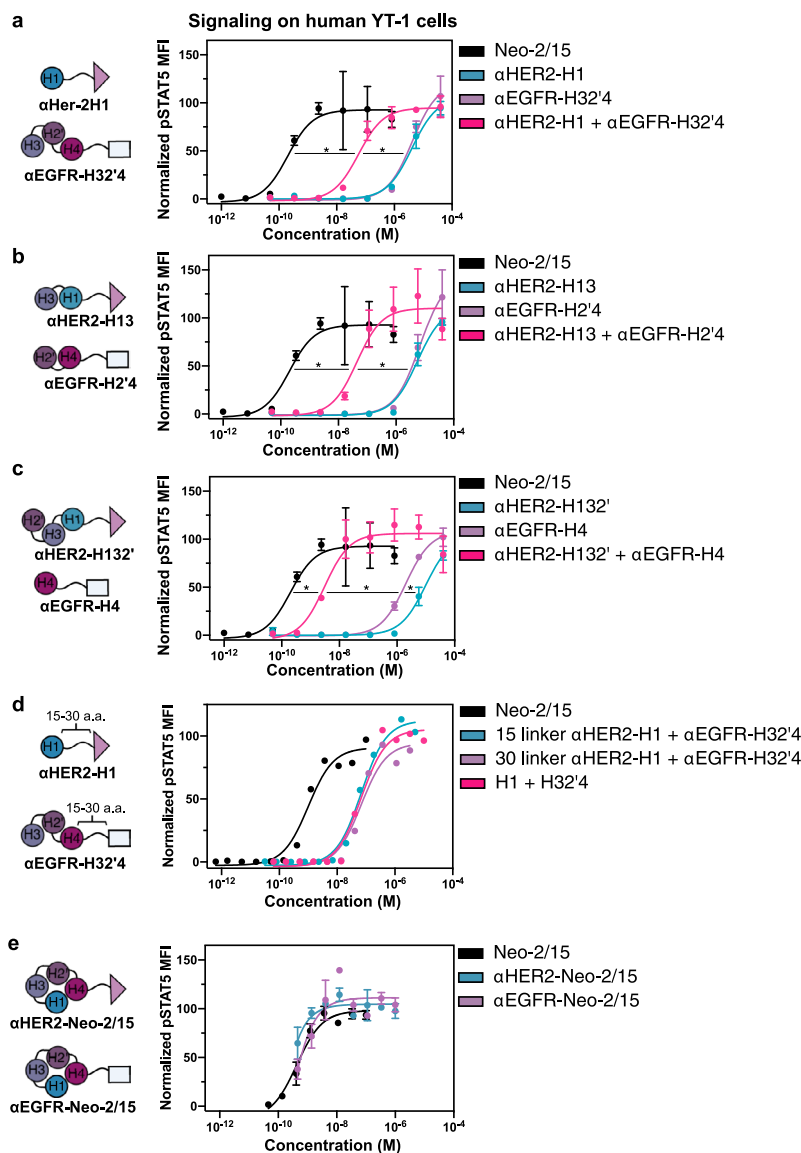 Signaling on human YT-1 cells
a
H1
αHer-2H1
H3 H2' H4
αEGFR-H32'4
Normalized pSTAT5 MFI
100
50
0
10-12 10-10 10-8 10-6 10-4
Concentration (M)
* *
Neo-2/15
αHER2-H1
αEGFR-H32'4
αHER2-H1 + αEGFR-H32'4
b
H3 H1
αHER2-H13
H2' H4
αEGFR-H2'4
Normalized pSTAT5 MFI
150
100
50
0
10-12 10-10 10-8 10-6 10-4
Concentration (M)
* *
Neo-2/15
αHER2-H13
αEGFR-H2'4
αHER2-H13 + αEGFR-H2'4
c
H2' H3 H1
αHER2-H132'
H4
αEGFR-H4
Normalized pSTAT5 MFI
150
100
50
0
10-12 10-10 10-8 10-6 10-4
Concentration (M)
* * *
Neo-2/15
αHER2-H132'
αEGFR-H4
αHER2-H132' + αEGFR-H4
d
15-30 a.a.
H1
αHER2-H1
15-30 a.a.
H3 H2' H4
αEGFR-H32'4
Normalized pSTAT5 MFI
100
50
0
10-12 10-10 10-8 10-6 10-4
Concentration (M)
Neo-2/15
15 linker αHER2-H1 + αEGFR-H32'4
30 linker αHER2-H1 + αEGFR-H32'4
H1 + H32'4
e
H3 H2' H4 H1
αHER2-Neo-2/15
H3 H2' H4 H1
αEGFR-Neo-2/15
Normalized pSTAT5 MFI
150
100
50
0
10-12 10-10 10-8 10-6 10-4
Concentration (M)
Neo-2/15
αHER2-Neo-2/15
αEGFR-Neo-2/15